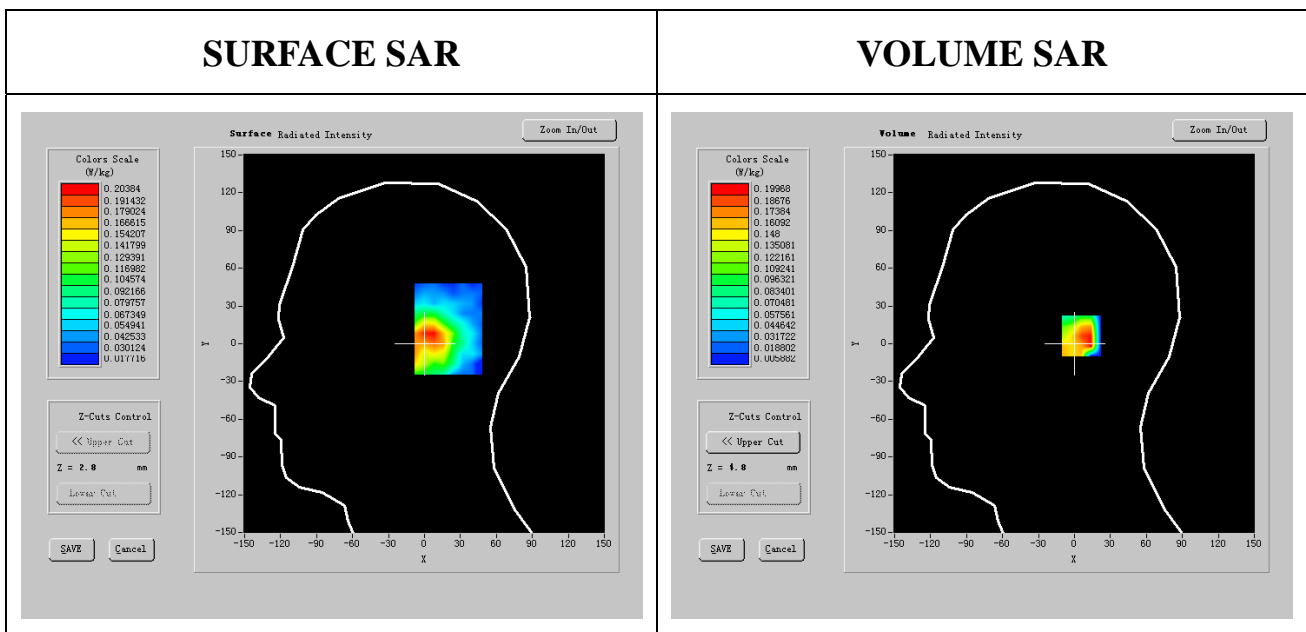 SURFACE SAR
VOLUME SAR
Surface Radiated Intensity
Zoom In/Out
Colors Scale
(W/kg)
0.20384
0.191432
0.179024
0.166615
0.154207
0.141799
0.129391
0.116982
0.104574
0.092166
0.079757
0.067349
0.054941
0.042533
0.030124
0.017716
Z-Cuts Control
<< Upper Cut
Z = 2.8 mm
Lower Cut
SAVE
Cancel
150
120
90
60
30
0
-30
-60
-90
-120
-150
Y
-150 -120 -90 -60 -30 0 30 60 90 120 150
X
Volume Radiated Intensity
Zoom In/Out
Colors Scale
(W/kg)
0.19968
0.18676
0.17384
0.16092
0.148
0.135081
0.122161
0.109241
0.096321
0.083401
0.070481
0.057561
0.044642
0.031722
0.018802
0.005882
Z-Cuts Control
<< Upper Cut
Z = 4.8 mm
Lower Cut
SAVE
Cancel
150
120
90
60
30
0
-30
-60
-90
-120
-150
Y
-150 -120 -90 -60 -30 0 30 60 90 120 150
X